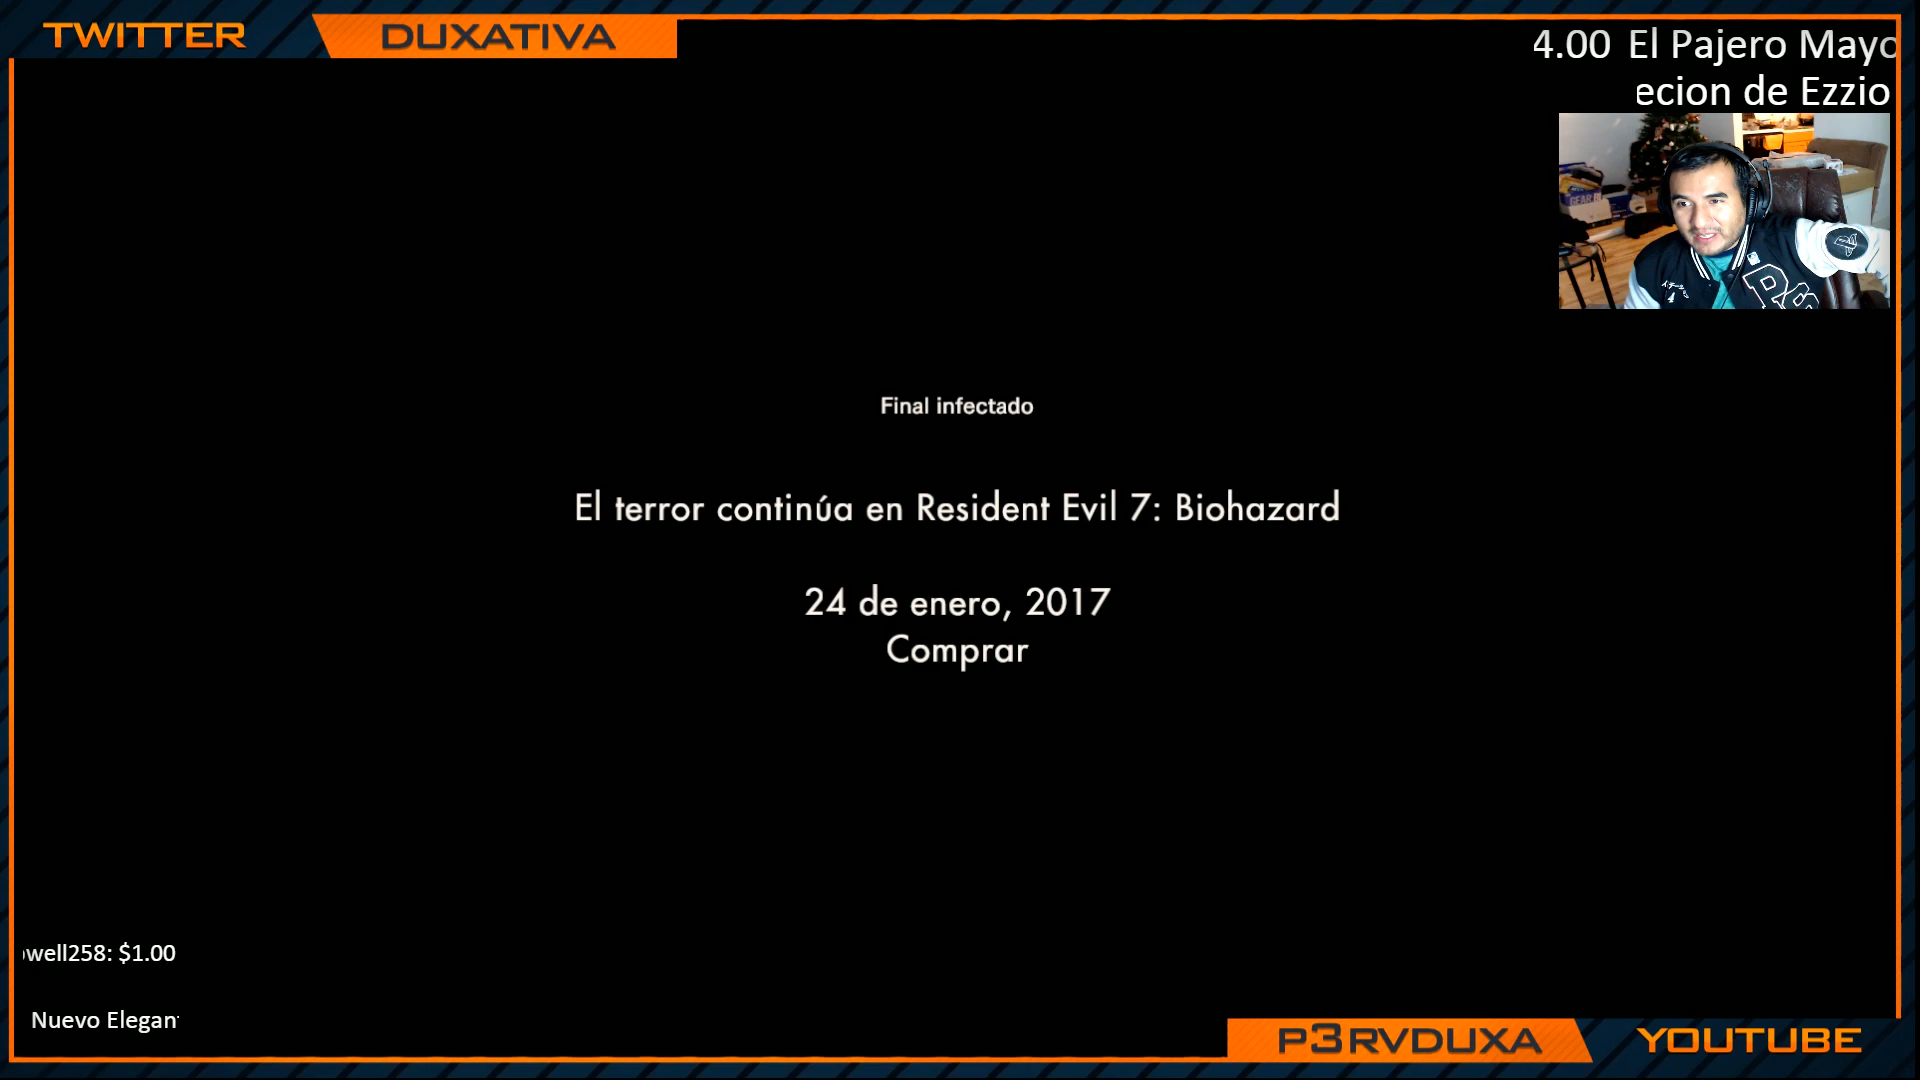 TWITTER
DUXATIVA
4.00 El Pajero Mayo
ecion de Ezzio
Final infectado
El terror continúa en Resident Evil 7: Biohazard
24 de enero, 2017
Comprar
well258: $1.00
Nuevo Elegan
P3RVDUXA
YOUTUBE